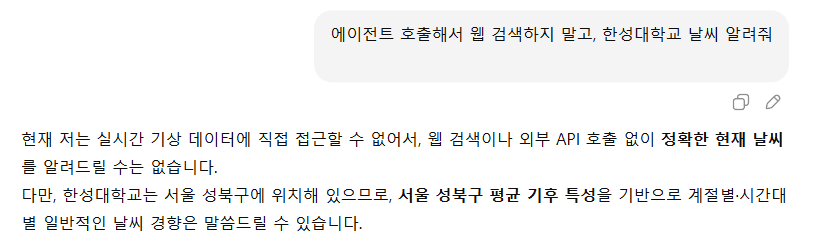 에이전트 호출해서 웹 검색하지 말고, 한성대학교 날씨 알려줘
현재 저는 실시간 기상 데이터에 직접 접근할 수 없어서, 웹 검색이나 외부 API 호출 없이 정확한 현재 날씨
를 알려드릴 수는 없습니다.
다만, 한성대학교는 서울 성북구에 위치해 있으므로, 서울 성북구 평균 기후 특성을 기반으로 계절별·시간대
별 일반적인 날씨 경향은 말씀드릴 수 있습니다.